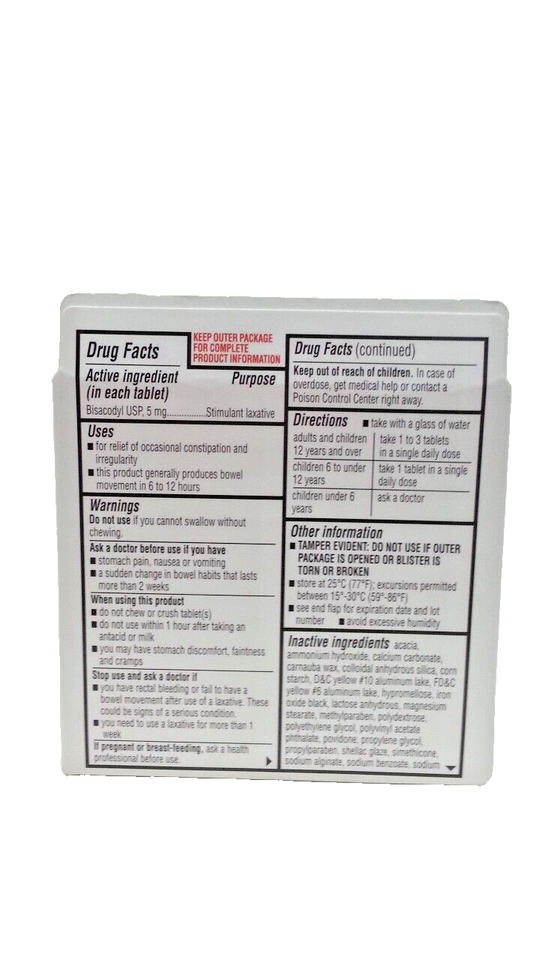 Drug Facts
KEEP OUTER PACKAGE
FOR COMPLETE
PRODUCT INFORMATION
Active ingredient Purpose
(in each tablet)
Bisacodyl USP, 5 mg..............Stimulant laxative
Uses
■ for relief of occasional constipation and
irregularity
■ this product generally produces bowel
movement in 6 to 12 hours
Warnings
Do not use if you cannot swallow without
chewing.
Ask a doctor before use if you have
■ stomach pain, nausea or vomiting
■ a sudden change in bowel habits that lasts
more than 2 weeks
When using this product
■ do not chew or crush tablet(s)
■ do not use within 1 hour after taking an
antacid or milk
■ you may have stomach discomfort, faintness
and cramps
Stop use and ask a doctor if
■ you have rectal bleeding or fail to have a
bowel movement after use of a laxative. These
could be signs of a serious condition.
■ you need to use a laxative for more than 1
week
If pregnant or breast-feeding, ask a health
professional before use.
Drug Facts (continued)
Keep out of reach of children. In case of
overdose, get medical help or contact a
Poison Control Center right away.
Directions ■ take with a glass of water
adults and children take 1 to 3 tablets
12 years and over in a single daily dose
children 6 to under take 1 tablet in a single
12 years daily dose
children under 6 ask a doctor
years
Other information
■ TAMPER EVIDENT: DO NOT USE IF OUTER
PACKAGE IS OPENED OR BLISTER IS
TORN OR BROKEN
■ store at 25°C (77°F); excursions permitted
between 15°-30°C (59°-86°F)
■ see end flap for expiration date and lot
number ■ avoid excessive humidity
Inactive ingredients acacia,
ammonium hydroxide, calcium carbonate,
carnauba wax, colloidal anhydrous silica, corn
starch, D&C yellow #10 aluminum lake, FD&C
yellow #6 aluminum lake, hypromellose, iron
oxide black, lactose anhydrous, magnesium
stearate, methylparaben, polydextrose,
polyethylene glycol, polyvinyl acetate
phthalate, povidone, propylene glycol,
propylparaben, shellac glaze, simethicone,
sodium alginate, sodium benzoate, sodium